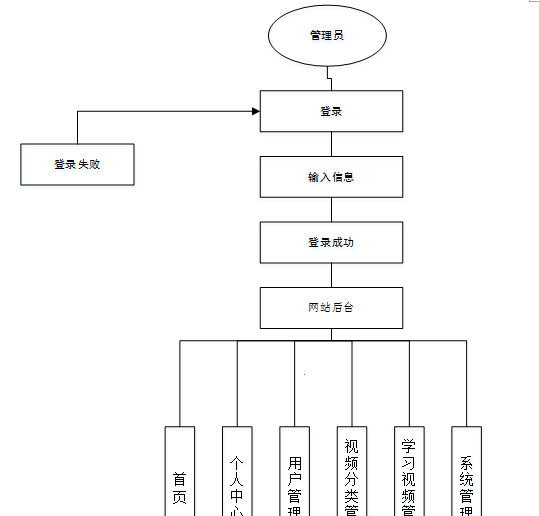 管理员
登录
登录失败
输入信息
登录成功
网站后台
首页
个人中心
用户管理
视频分类管
学习视频管
系统管理